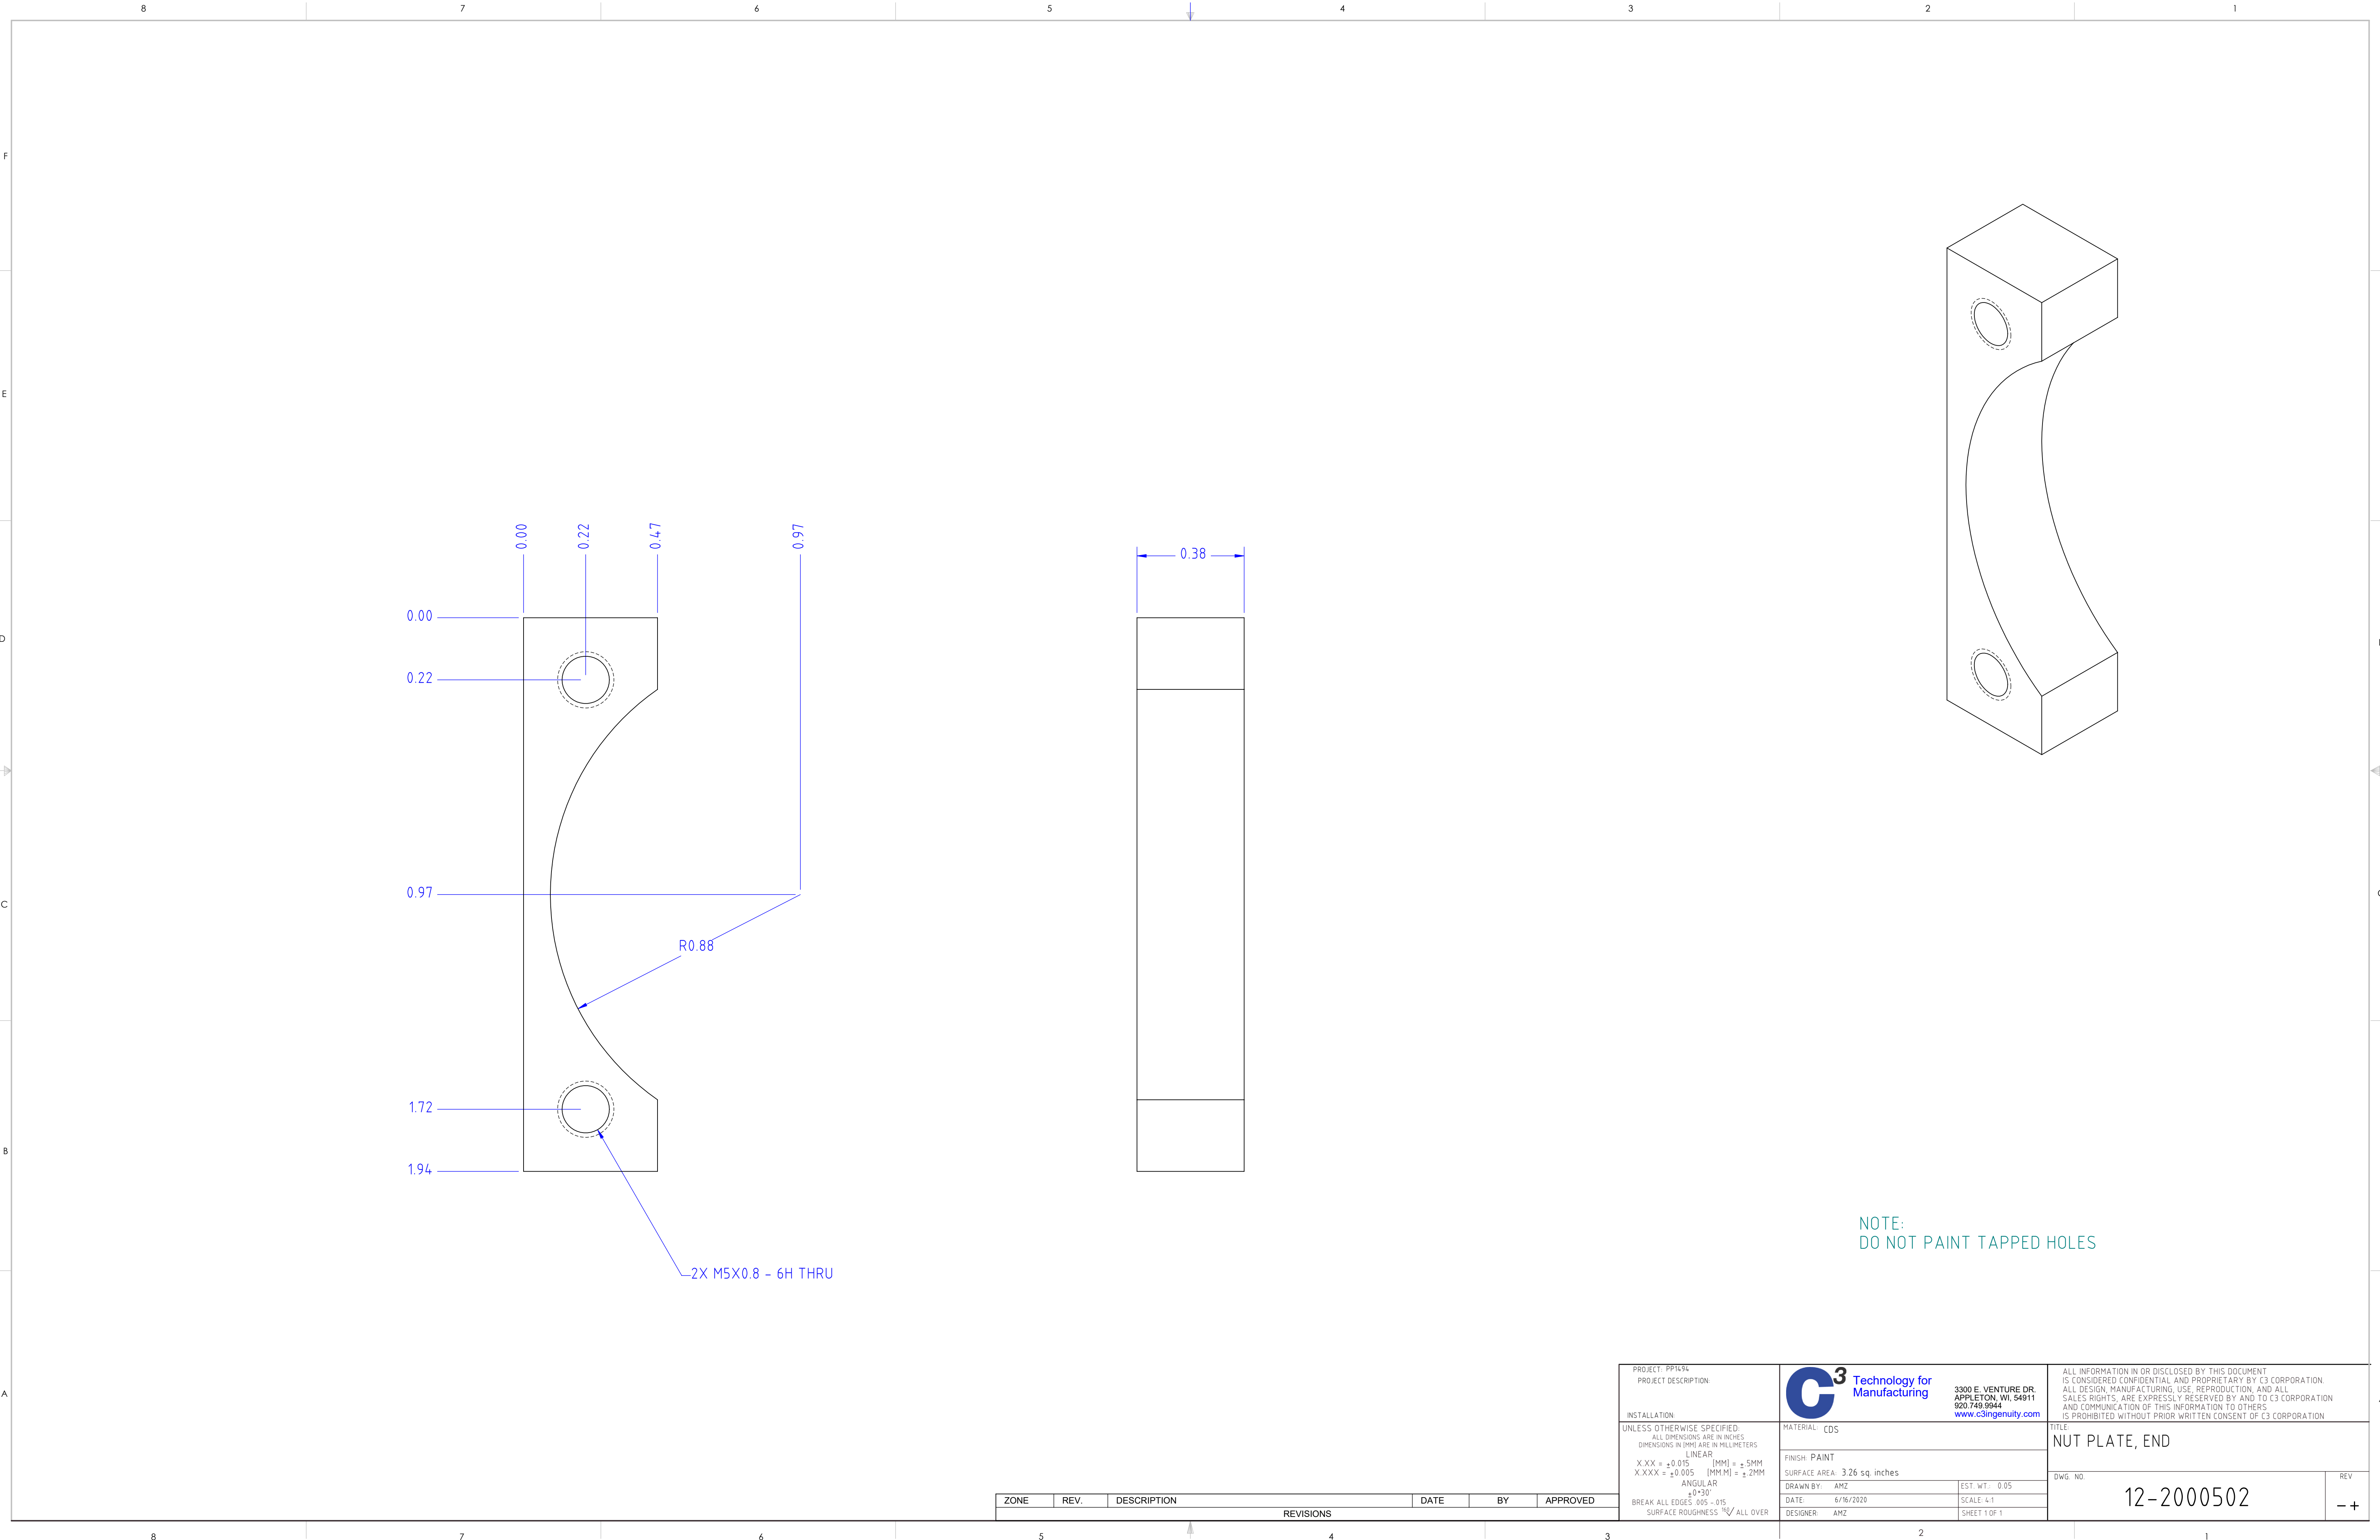 8 7 6 5 4 3 2 1
F
E
D
C
B
A
0.00 0.22 0.47 0.97
0.00
0.22
0.97
1.72
1.94
R0.88
2X M5X0.8 - 6H THRU
0.38
NOTE:
DO NOT PAINT TAPPED HOLES
ZONE REV. DESCRIPTION DATE BY APPROVED
REVISIONS
PROJECT: PP1494
PROJECT DESCRIPTION:
INSTALLATION:
UNLESS OTHERWISE SPECIFIED:
ALL DIMENSIONS ARE IN INCHES
DIMENSIONS IN [MM] ARE IN MILLIMETERS
LINEAR
X.XX = ±0.015 [MM] = ±.5MM
X.XXX = ±0.005 [MM.M] = ±.2MM
ANGULAR
±0°30'
BREAK ALL EDGES .005 -.015
SURFACE ROUGHNESS 160 √ ALL OVER
C3 Technology for
Manufacturing
3300 E. VENTURE DR.
APPLETON, WI, 54911
920.749.9944
www.c3ingenuity.com
MATERIAL: CDS
FINISH: PAINT
SURFACE AREA: 3.26 sq. inches
DRAWN BY: AMZ EST. WT.: 0.05
DATE: 6/16/2020 SCALE: 4:1
DESIGNER: AMZ SHEET 1 OF 1
ALL INFORMATION IN OR DISCLOSED BY THIS DOCUMENT
IS CONSIDERED CONFIDENTIAL AND PROPRIETARY BY C3 CORPORATION.
ALL DESIGN, MANUFACTURING, USE, REPRODUCTION, AND ALL
SALES RIGHTS, ARE EXPRESSLY RESERVED BY AND TO C3 CORPORATION
AND COMMUNICATION OF THIS INFORMATION TO OTHERS
IS PROHIBITED WITHOUT PRIOR WRITTEN CONSENT OF C3 CORPORATION
TITLE:
NUT PLATE, END
DWG. NO. REV
12-2000502 -+
8 7 6 5 4 3 2 1